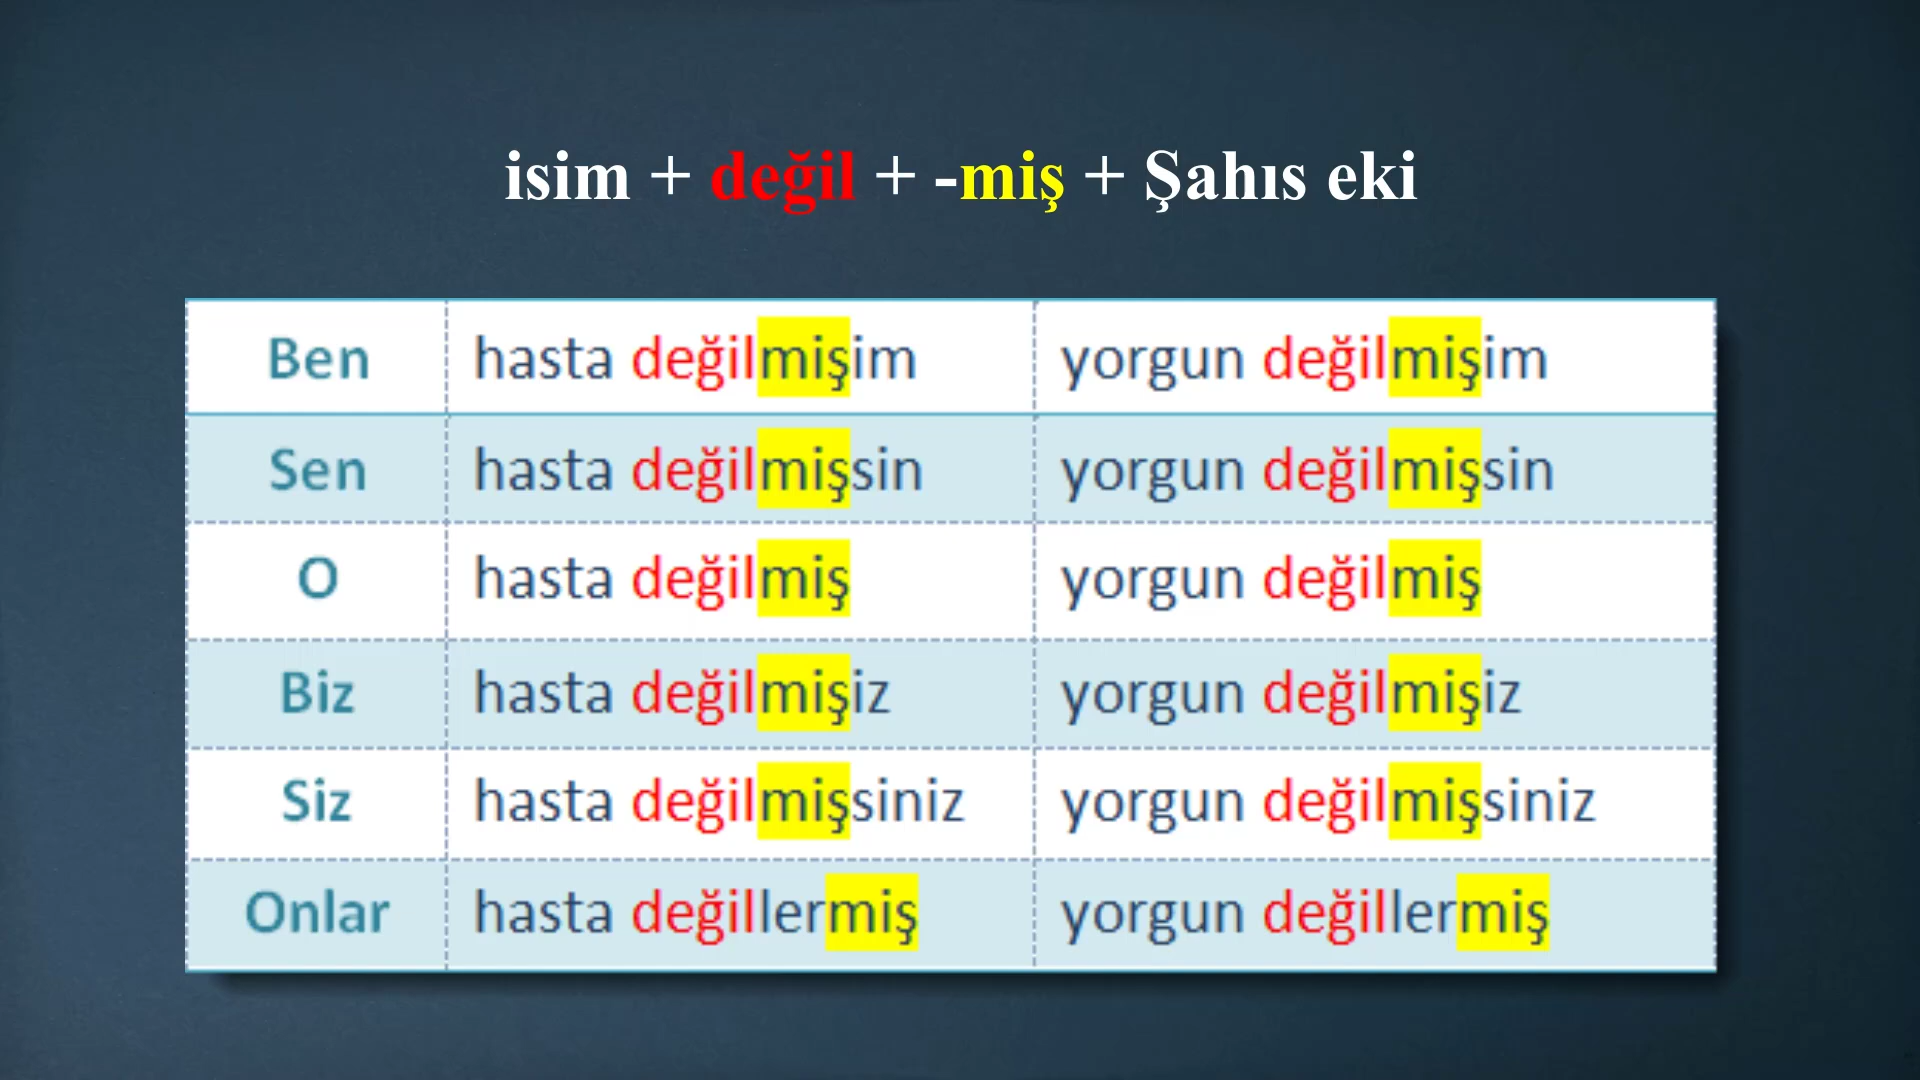 isim + değil + -miş + Şahıs eki
Ben hasta değilmişim yorgun değilmişim
Sen hasta değilmişsin yorgun değilmişsin
O hasta değilmiş yorgun değilmiş
Biz hasta değilmişiz yorgun değilmişiz
Siz hasta değilmişsiniz yorgun değilmişsiniz
Onlar hasta değillermiş yorgun değillermiş